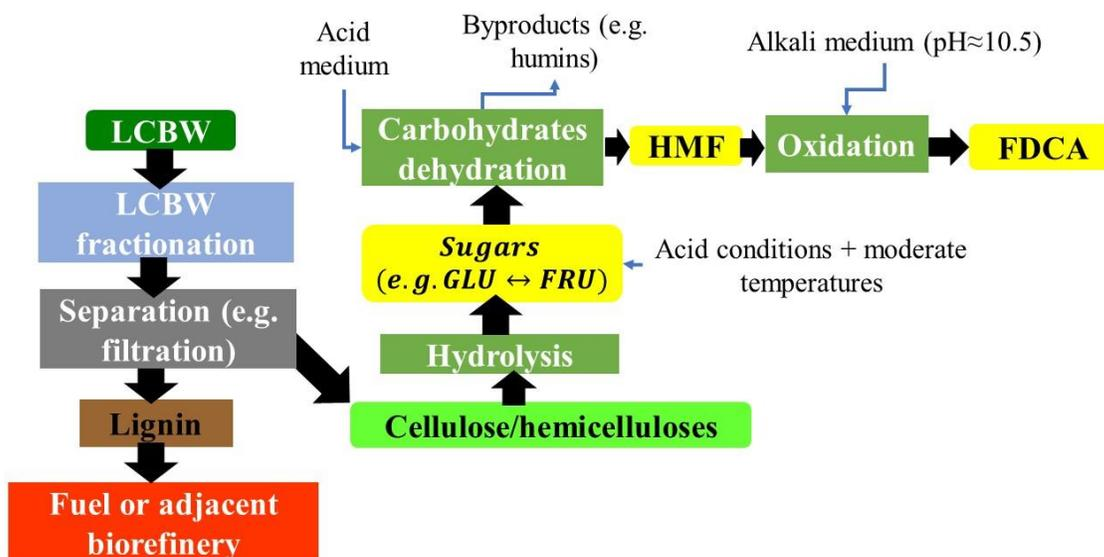 Acid
medium
Byproducts (e.g.
humins)
Alkali medium (pH≈10.5)
LCBW
Carbohydrates
dehydration
HMF
Oxidation
FDCA
LCBW
fractionation
Sugars
(e.g. GLU ↔ FRU)
Acid conditions + moderate
temperatures
Separation (e.g.
filtration)
Hydrolysis
Lignin
Cellulose/hemicelluloses
Fuel or adjacent
biorefinery